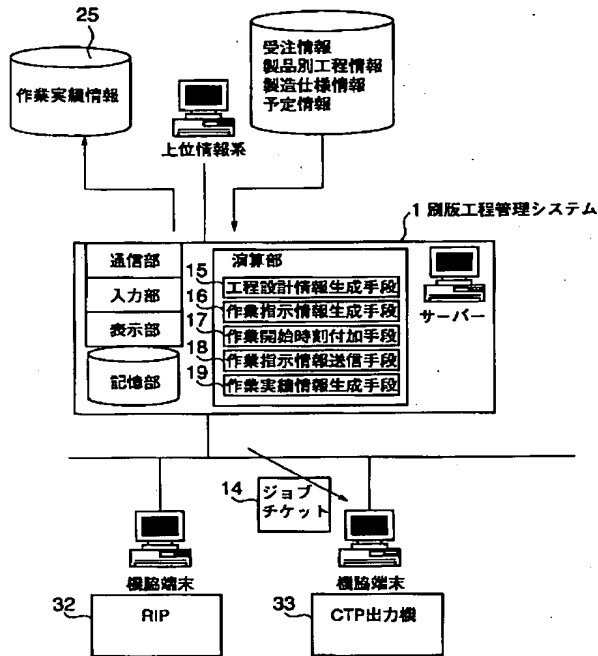 25
作業実績情報
受注情報
製品別工程情報
製造仕様情報
予定情報
上位情報系
1 刷版工程管理システム
通信部
入力部
表示部
記憶部
演算部
15 工程設計情報生成手段
16 作業指示情報生成手段
17 作業開始時刻付加手段
18 作業指示情報送信手段
19 作業実績情報生成手段
サーバー
14
ジョブ
チケット
機脇端末
機脇端末
32
RIP
33
CTP出力機